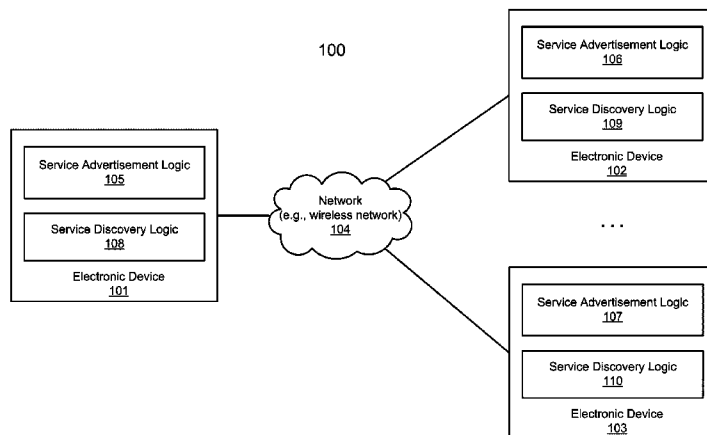 100
Service Advertisement Logic
105
Service Discovery Logic
108
Electronic Device
101
Network
(e.g., wireless network)
104
Service Advertisement Logic
106
Service Discovery Logic
109
Electronic Device
102
. . .
Service Advertisement Logic
107
Service Discovery Logic
110
Electronic Device
103